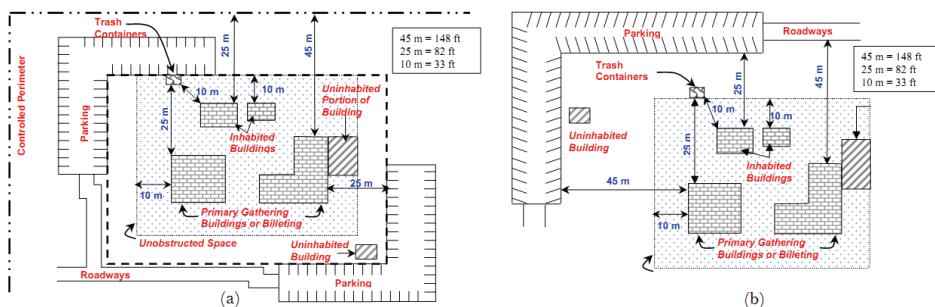 Controlled Perimeter
Trash
Containers
Parking
25 m
45 m
45 m = 148 ft
25 m = 82 ft
10 m = 33 ft
10 m
10 m
Uninhabited
Portion of
Building
25 m
Inhabited
Buildings
10 m
25 m
Primary Gathering
Buildings or Billeting
Unobstructed Space
Uninhabited
Building
Roadways
Parking
(a)
Parking
Roadways
45 m = 148 ft
25 m = 82 ft
10 m = 33 ft
Trash
Containers
25 m
45 m
10 m
10 m
Uninhabited
Building
25 m
Inhabited
Buildings
45 m
10 m
Primary Gathering
Buildings or Billeting
(b)